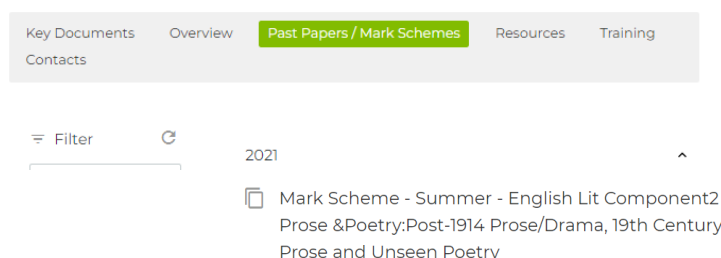 Key Documents Overview Past Papers / Mark Schemes Resources Training
Contacts
Filter
2021
Mark Scheme - Summer - English Lit Component2
Prose &Poetry:Post-1914 Prose/Drama, 19th Century
Prose and Unseen Poetry